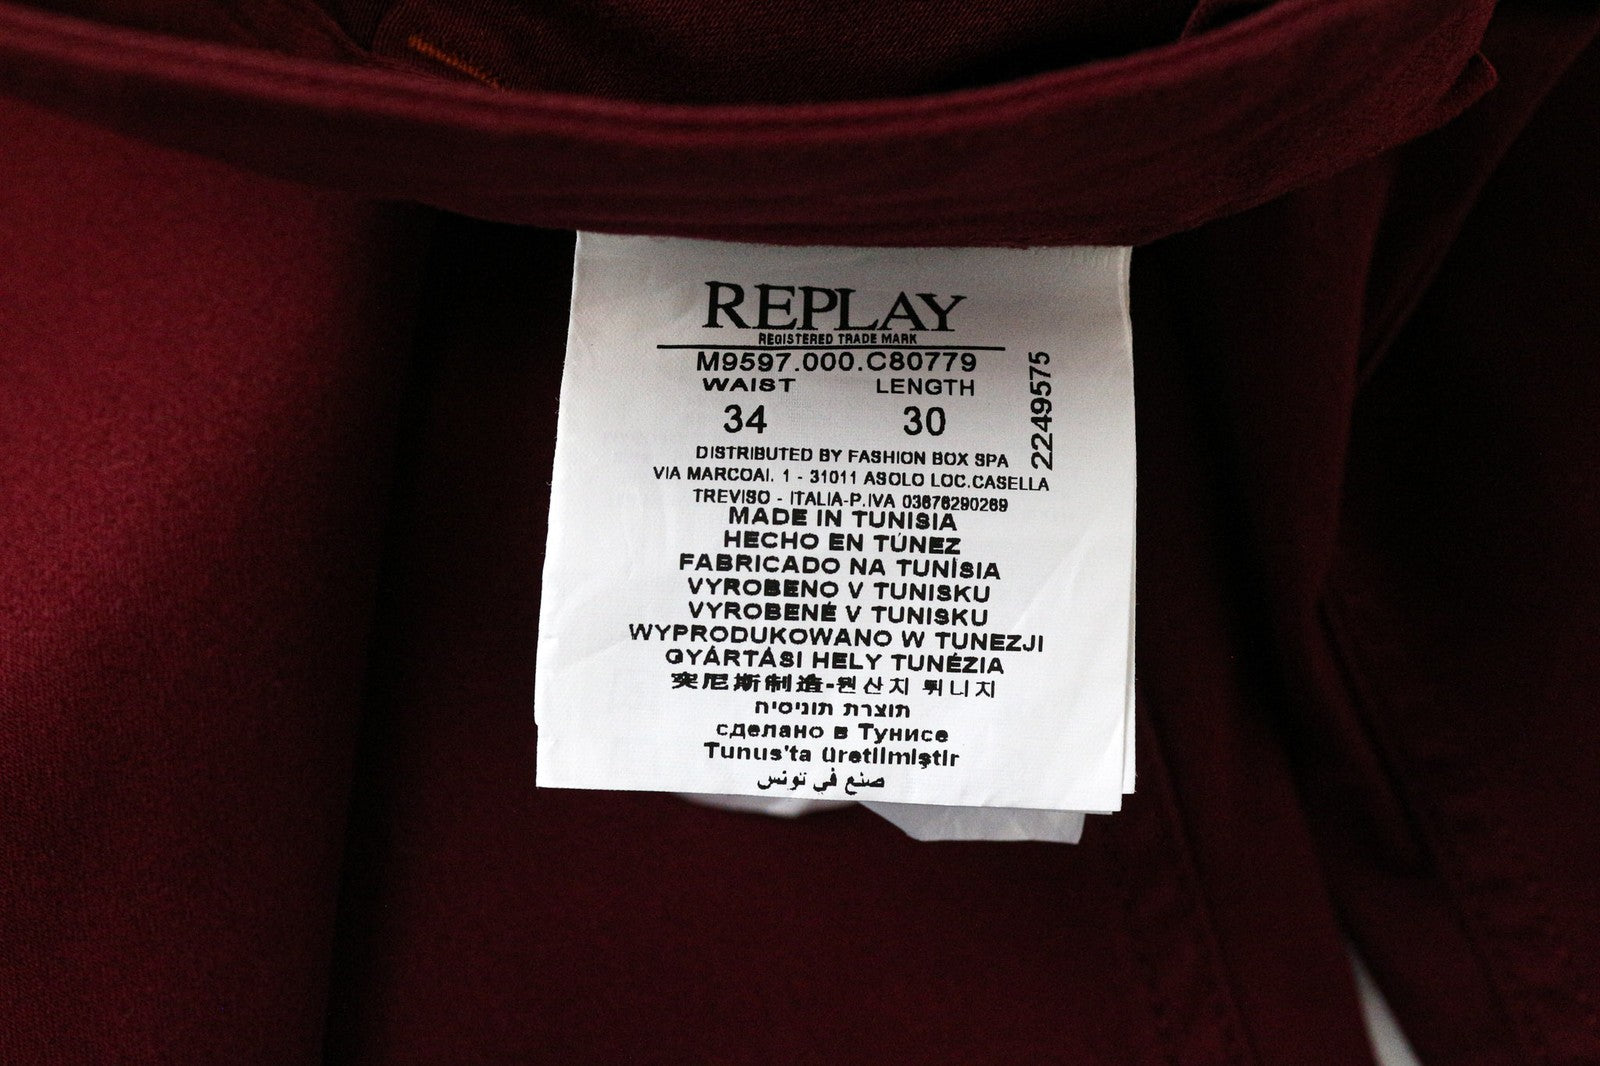 REPLAY
REGISTERED TRADE MARK
M9597.000.C80779
WAIST LENGTH
34 30
2249575
DISTRIBUTED BY FASHION BOX SPA
VIA MARCOAI. 1 - 31011 ASOLO LOC.CASELLA
TREVISO - ITALIA-P.IVA 03676290269
MADE IN TUNISIA
HECHO EN TÚNEZ
FABRICADO NA TUNÍSIA
VYROBENO V TUNISKU
VYROBENÉ V TUNISKU
WYPRODUKOWANO W TUNEZJI
GYÁRTÁSI HELY TUNÉZIA
突尼斯制造-원산지 튀니지
תוצרת תוניסיה
сделано в Тунисе
Tunus'ta üretilmiştir
صنع في تونس